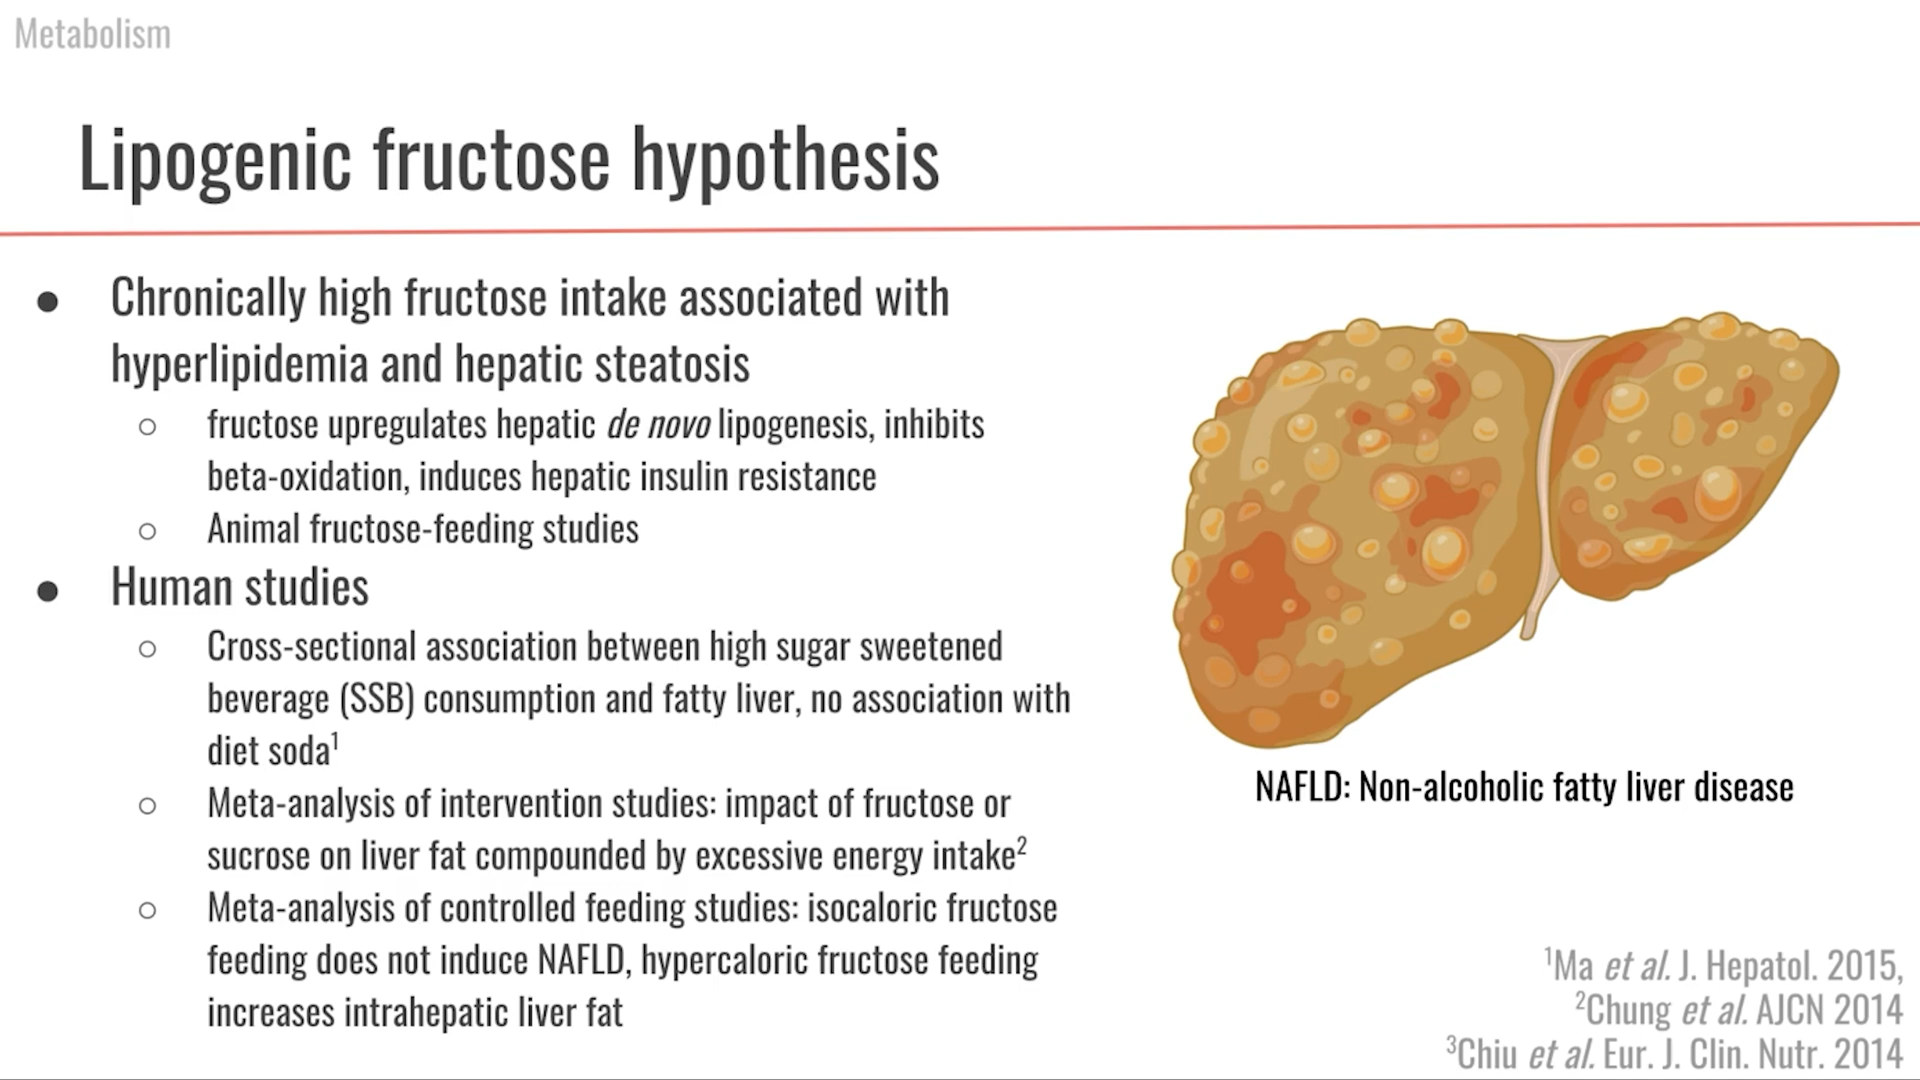 Metabolism
Lipogenic fructose hypothesis
● Chronically high fructose intake associated with
hyperlipidemia and hepatic steatosis
○ fructose upregulates hepatic de novo lipogenesis, inhibits
beta-oxidation, induces hepatic insulin resistance
○ Animal fructose-feeding studies
● Human studies
○ Cross-sectional association between high sugar sweetened
beverage (SSB) consumption and fatty liver, no association with
diet soda¹
○ Meta-analysis of intervention studies: impact of fructose or
sucrose on liver fat compounded by excessive energy intake²
○ Meta-analysis of controlled feeding studies: isocaloric fructose
feeding does not induce NAFLD, hypercaloric fructose feeding
increases intrahepatic liver fat
NAFLD: Non-alcoholic fatty liver disease
¹Ma et al. J. Hepatol. 2015,
²Chung et al. AJCN 2014
³Chiu et al. Eur. J. Clin. Nutr. 2014